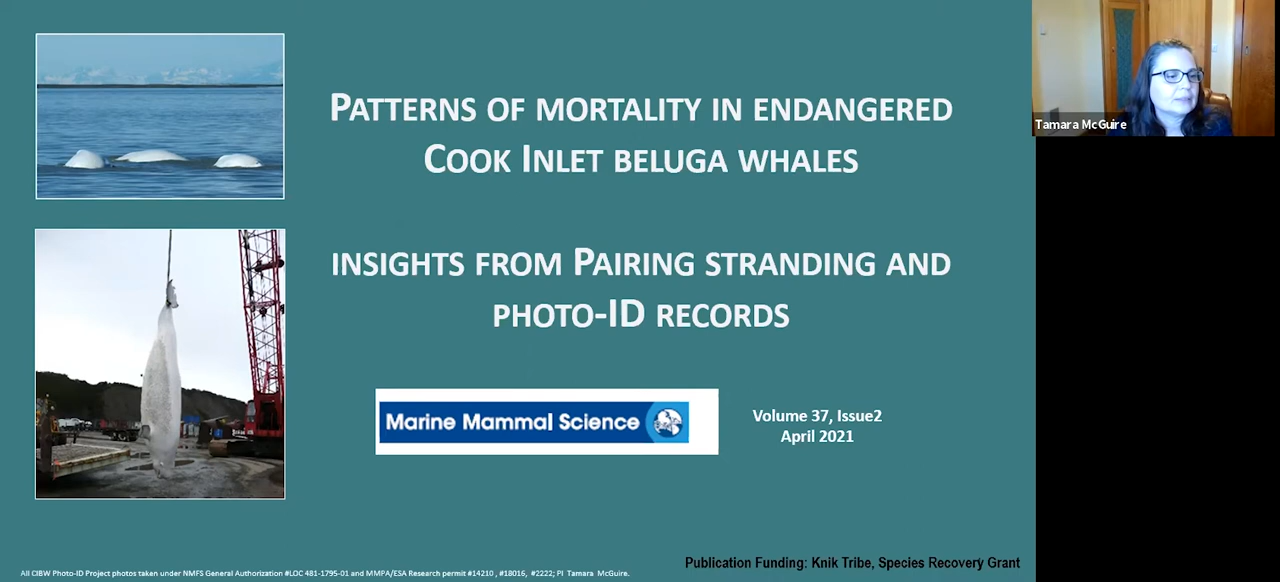 PATTERNS OF MORTALITY IN ENDANGERED
COOK INLET BELUGA WHALES
INSIGHTS FROM PAIRING STRANDING AND
PHOTO-ID RECORDS
Marine Mammal Science
Volume 37, Issue2
April 2021
Publication Funding: Knik Tribe, Species Recovery Grant
All CIBW Photo-ID Project photos taken under NMFS General Authorization #LOC 481-1795-01 and MMPA/ESA Research permit #14210 , #18016, #2222; PI Tamara McGuire.
Tamara McGuire